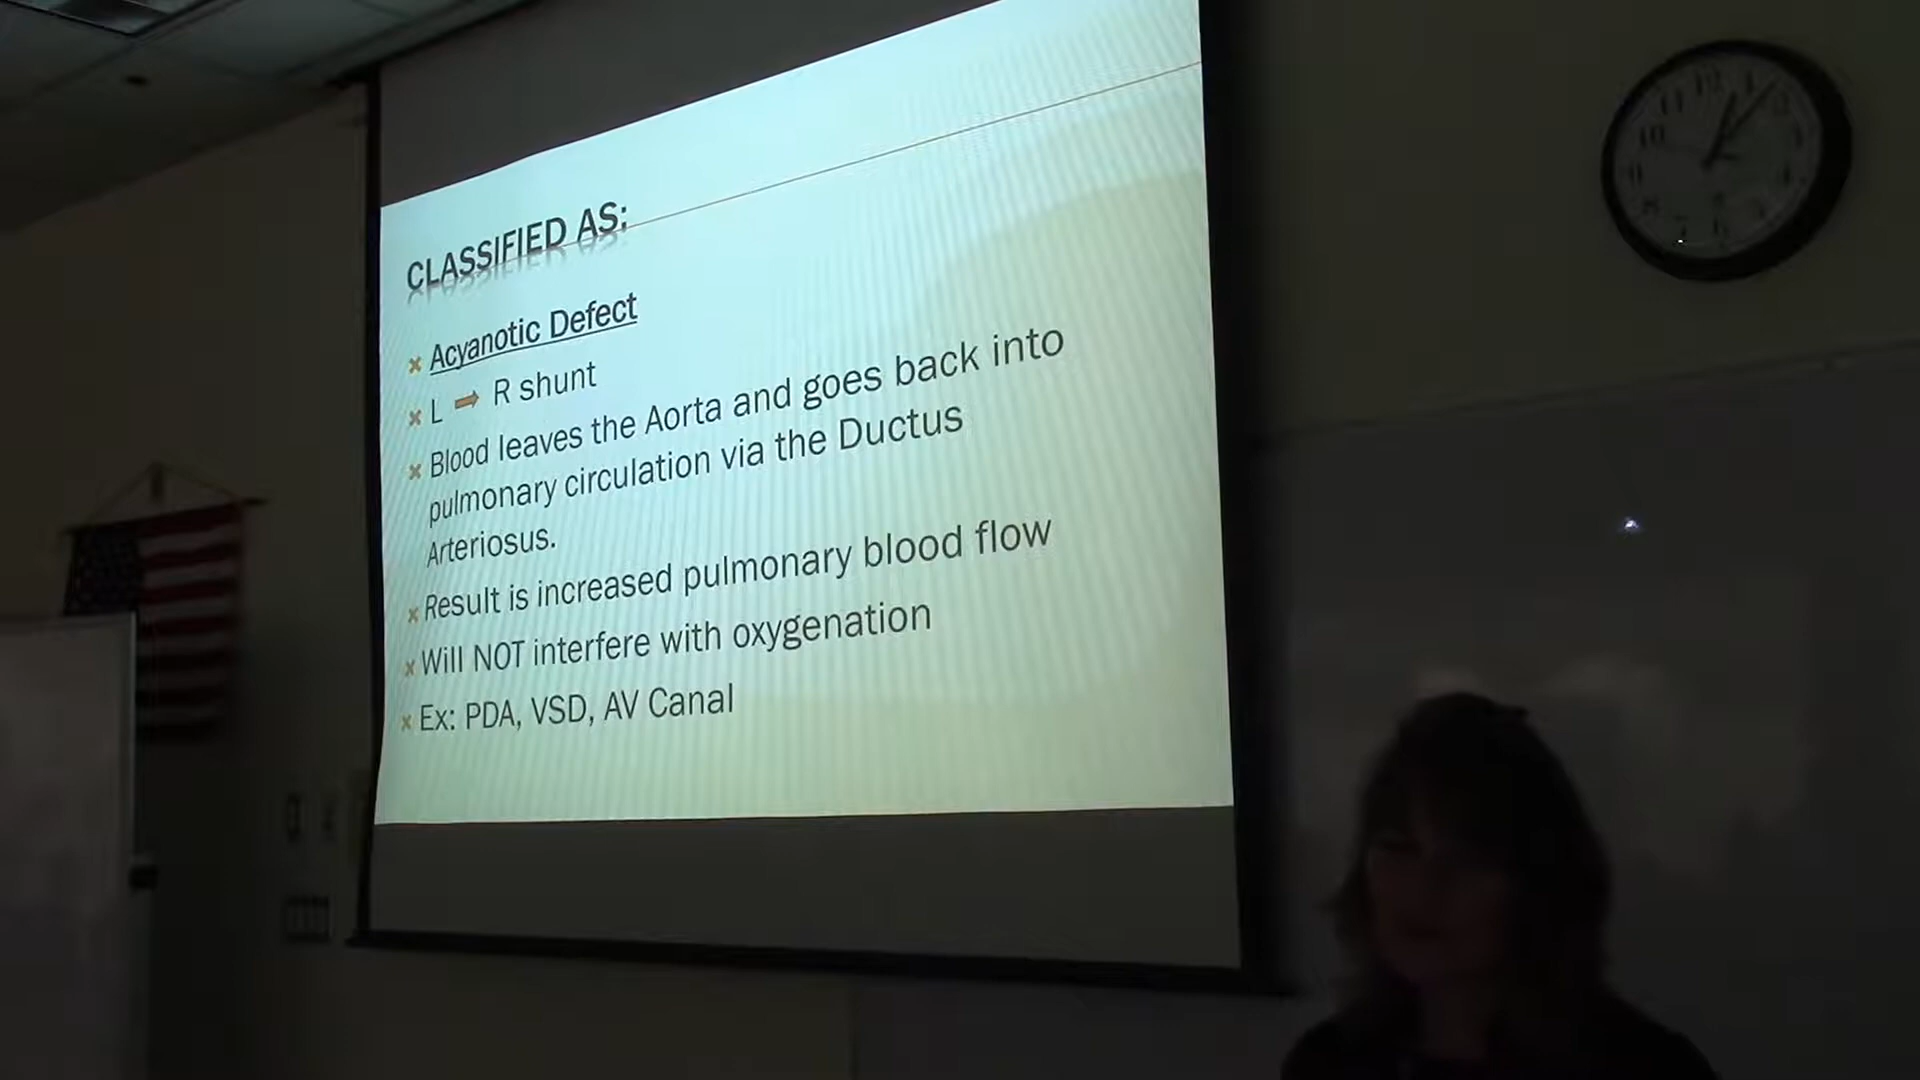 CLASSIFIED AS:
Acyanotic Defect
L ➡ R shunt
Blood leaves the Aorta and goes back into
pulmonary circulation via the Ductus
Arteriosus.
Result is increased pulmonary blood flow
Will NOT interfere with oxygenation
Ex: PDA, VSD, AV Canal